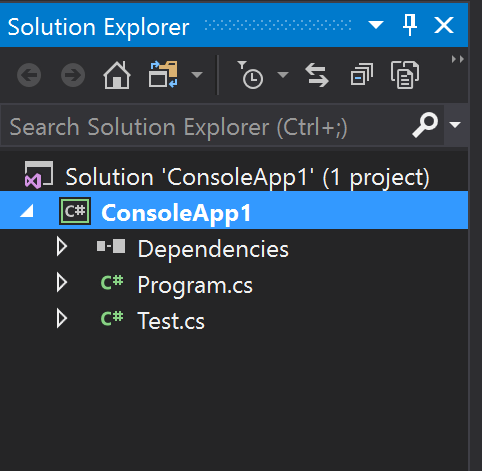 Solution Explorer
Search Solution Explorer (Ctrl+;)
Solution 'ConsoleApp1' (1 project)
C# ConsoleApp1
Dependencies
C# Program.cs
C# Test.cs